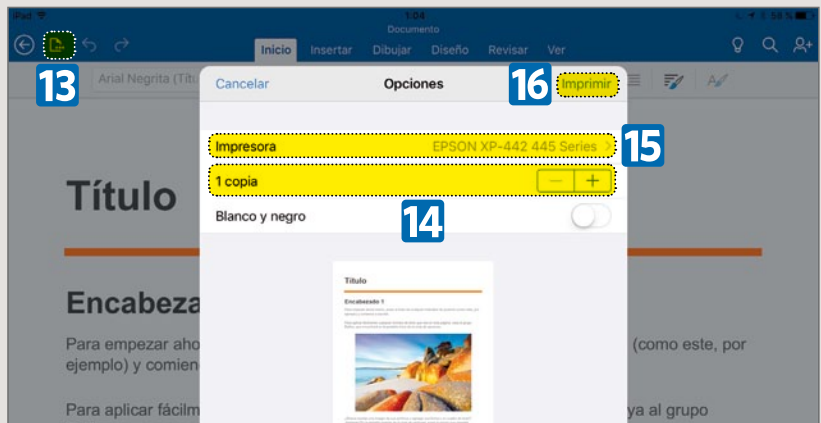 iPad
1:04
58 %
Documento
Inicio Insertar Dibujar Diseño Revisar Ver
13
Arial Negrita (Títu
Cancelar
Opciones
16
Imprimir
Impresora
EPSON XP-442 445 Series
15
1 copia
Blanco y negro
14
Título
Título
Encabezado 1
Encabeza
Para empezar aho
(como este, por
ejemplo) y comien
Para aplicar fácilm
ya al grupo